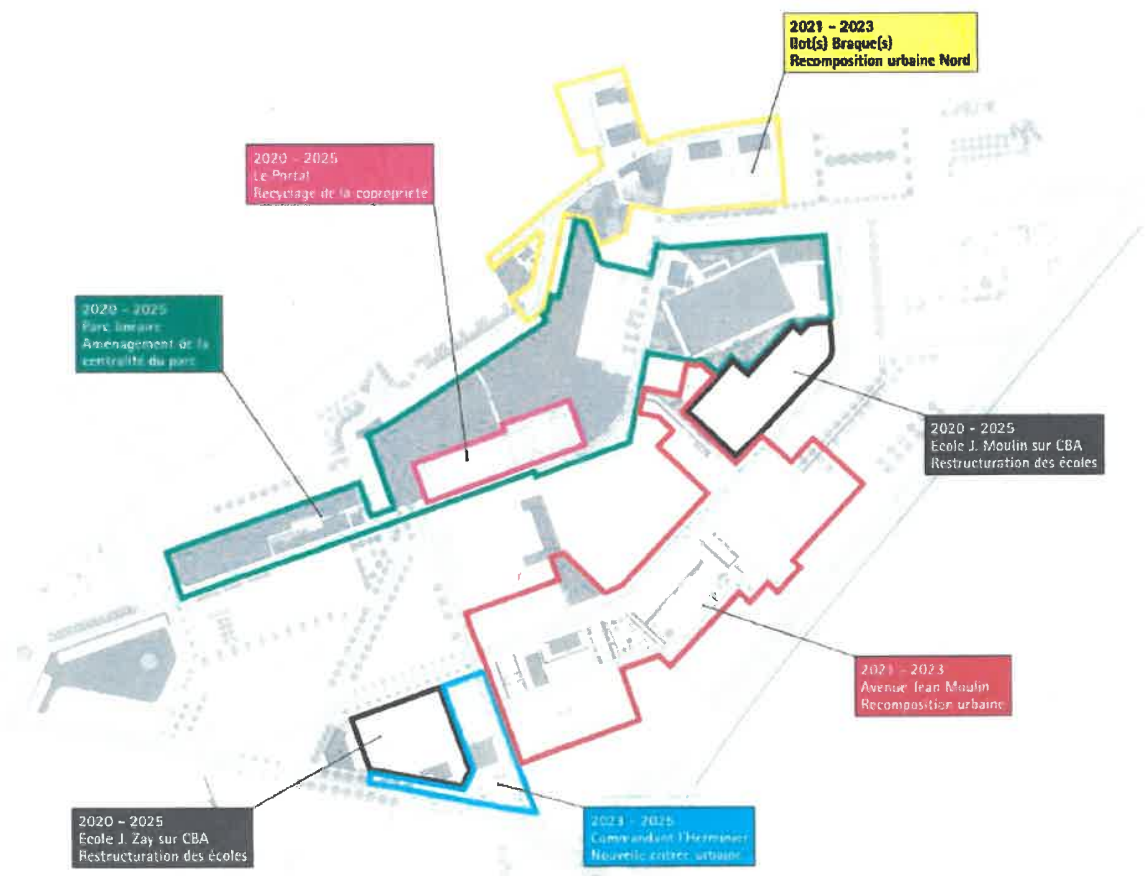 2021 - 2023
Ilot(s) Braque(s)
Recomposition urbaine Nord
2020 - 2025
Le Portal
Recyclage de la copropriété
2020 - 2025
Parc linéaire
Aménagement de la
centralité du parc
2020 - 2025
Ecole J. Moulin sur CBA
Restructuration des écoles
2021 - 2023
Avenue Jean Moulin
Recomposition urbaine
2020 - 2025
Ecole J. Zay sur CBA
Restructuration des écoles
2023 - 2025
Commandant l'Herminier
Nouvelle entrée urbaine